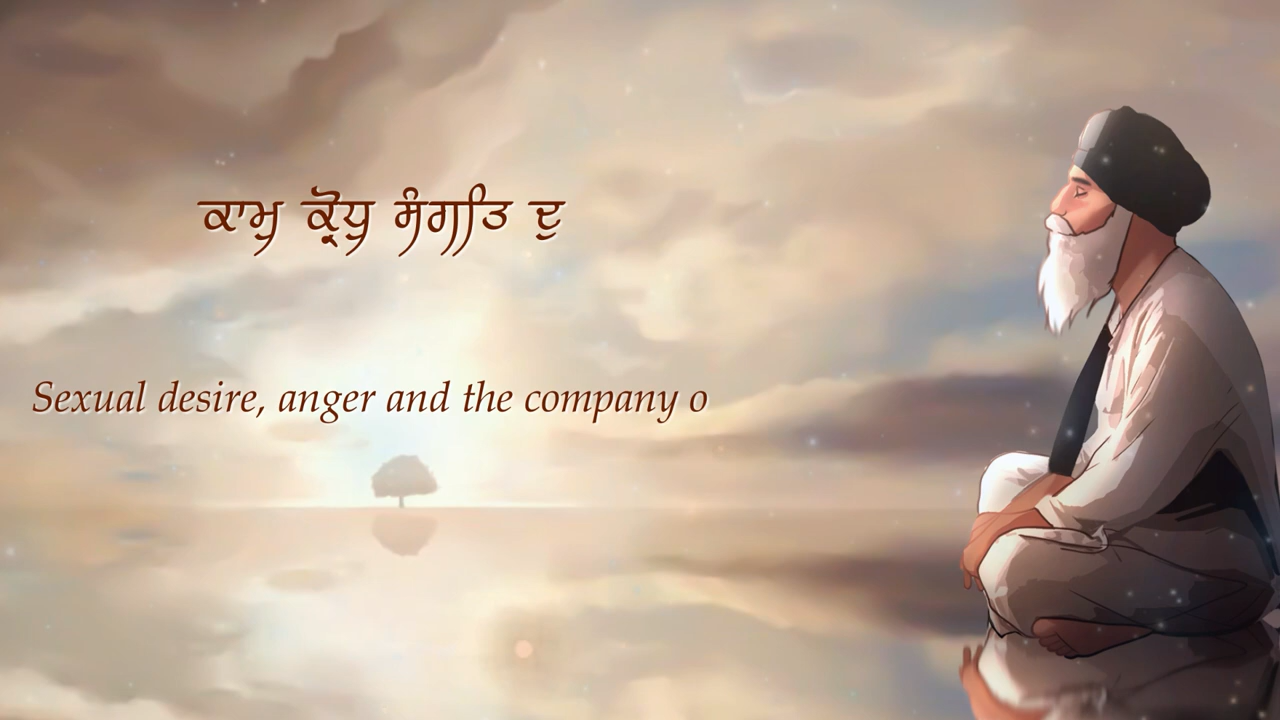 ਕਾਮੁ ਕ੍ਰੋਧੁ ਸੰਗਤਿ ਦੁ
Sexual desire, anger and the company o